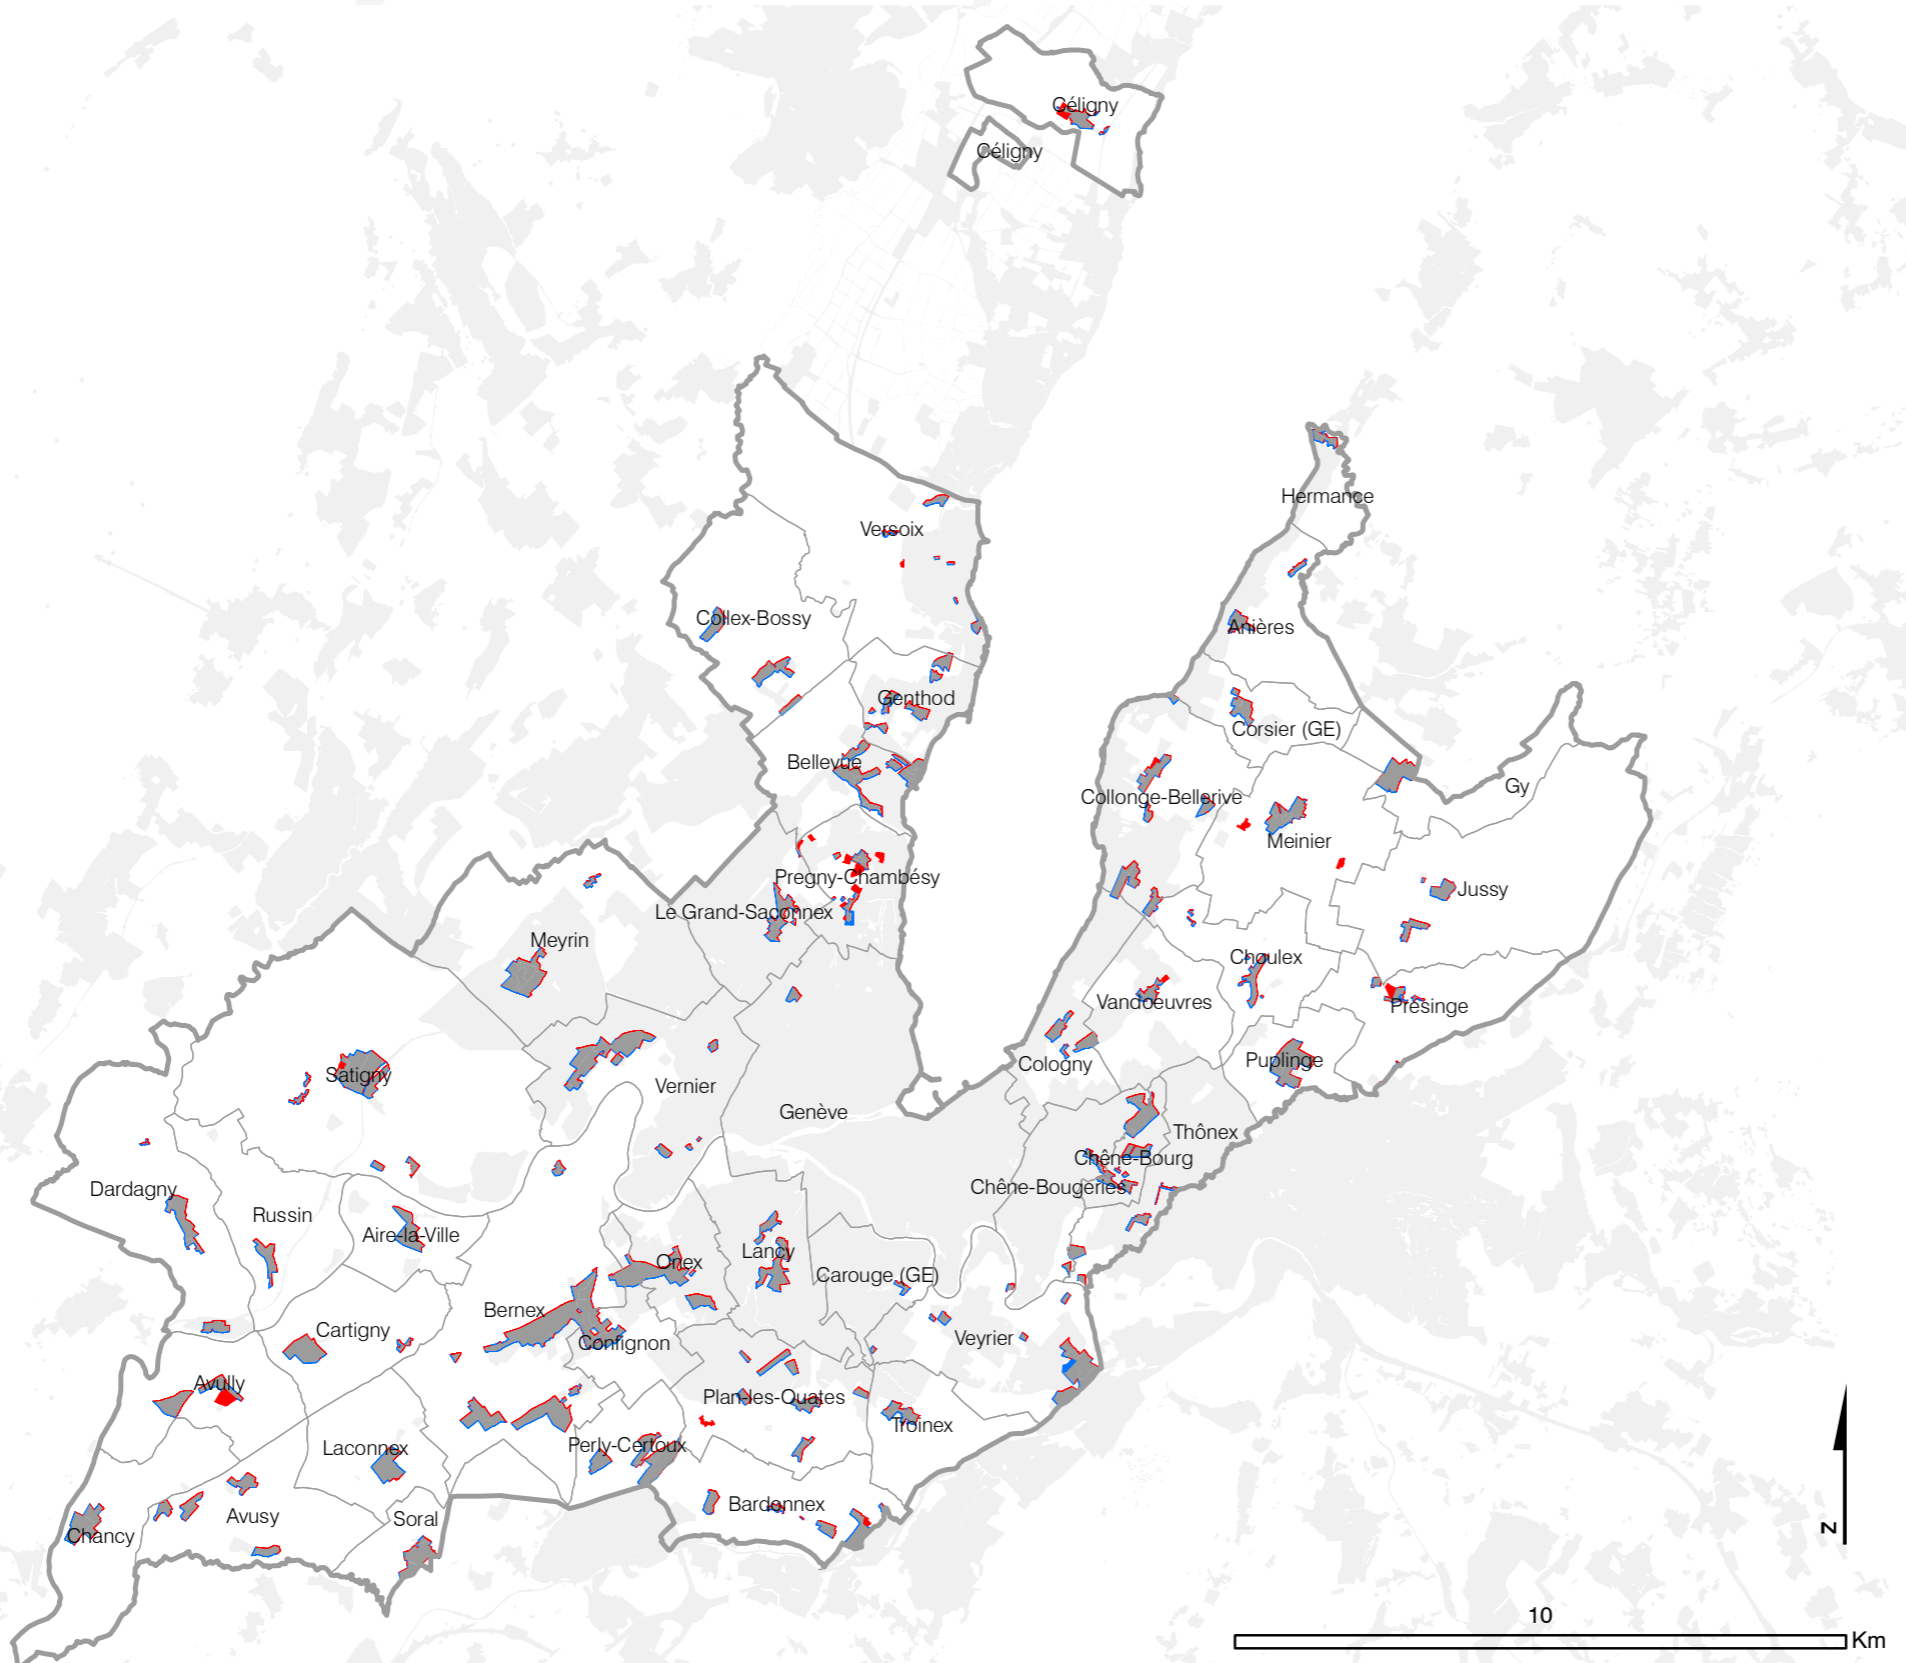 Céligny
Céligny
Hermance
Versoix
Collex-Bossy
Anières
Genthod
Corsier (GE)
Bellevue
Gy
Collonge-Bellerive
Meinier
Pregny-Chambésy
Jussy
Le Grand-Saconnex
Meyrin
Choulex
Vandoeuvres
Presinge
Puplinge
Cologny
Satigny
Vernier
Genève
Thônex
Chêne-Bourg
Chêne-Bougeries
Dardagny
Russin
Aire-la-Ville
Lancy
Onex
Carouge (GE)
Bernex
Cartigny
Confignon
Veyrier
Avully
Plan-les-Ouates
Troinex
Laconnex
Perly-Certoux
Bardonnex
Avusy
Soral
Chancy
N
10
Km